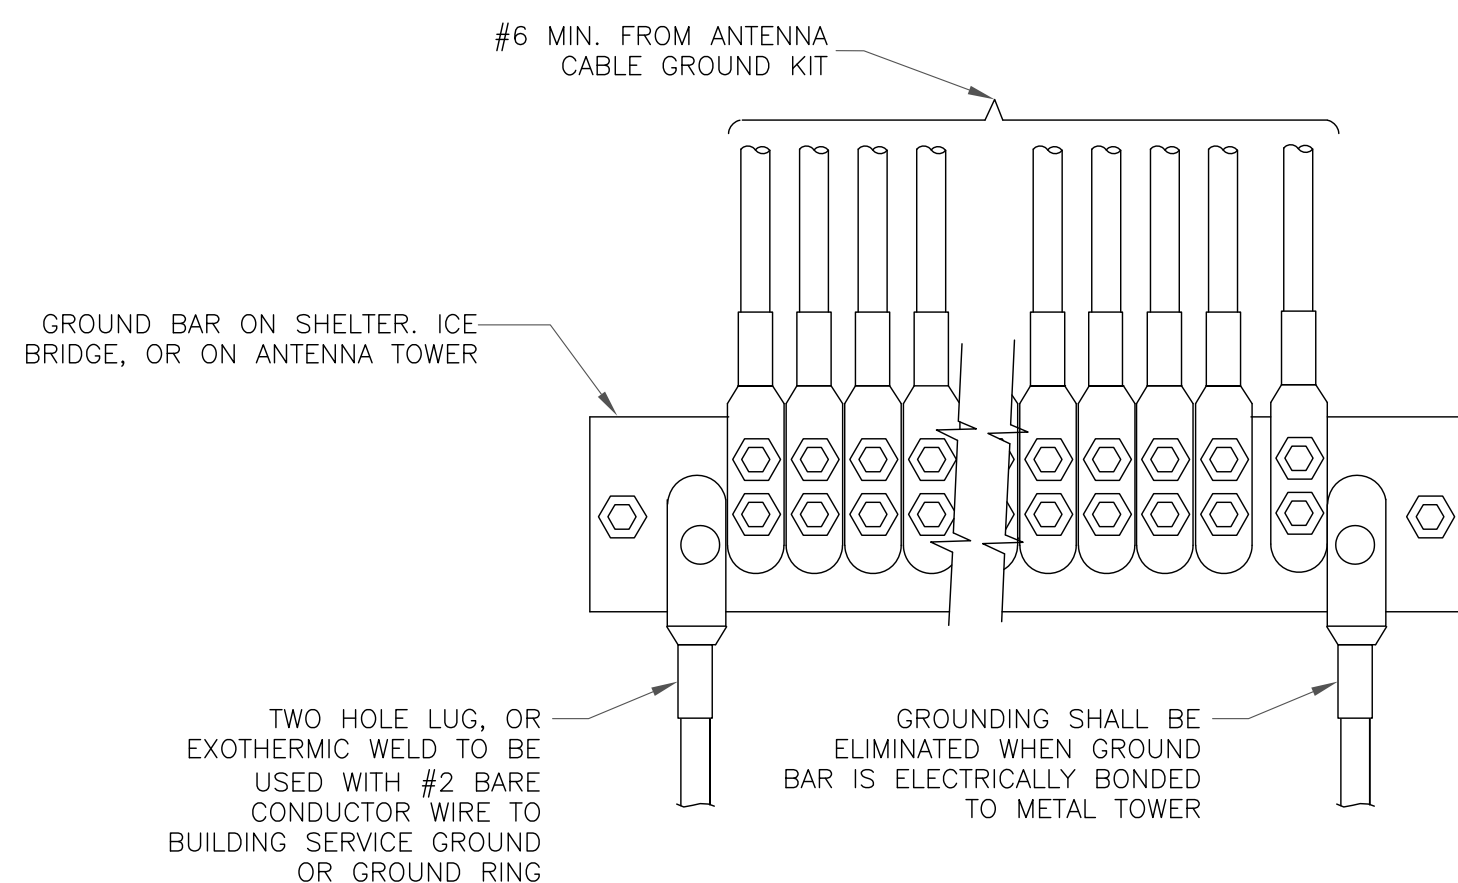 #6 MIN. FROM ANTENNA
CABLE GROUND KIT
GROUND BAR ON SHELTER. ICE
BRIDGE, OR ON ANTENNA TOWER
TWO HOLE LUG, OR
EXOTHERMIC WELD TO BE
USED WITH #2 BARE
CONDUCTOR WIRE TO
BUILDING SERVICE GROUND
OR GROUND RING
GROUNDING SHALL BE
ELIMINATED WHEN GROUND
BAR IS ELECTRICALLY BONDED
TO METAL TOWER